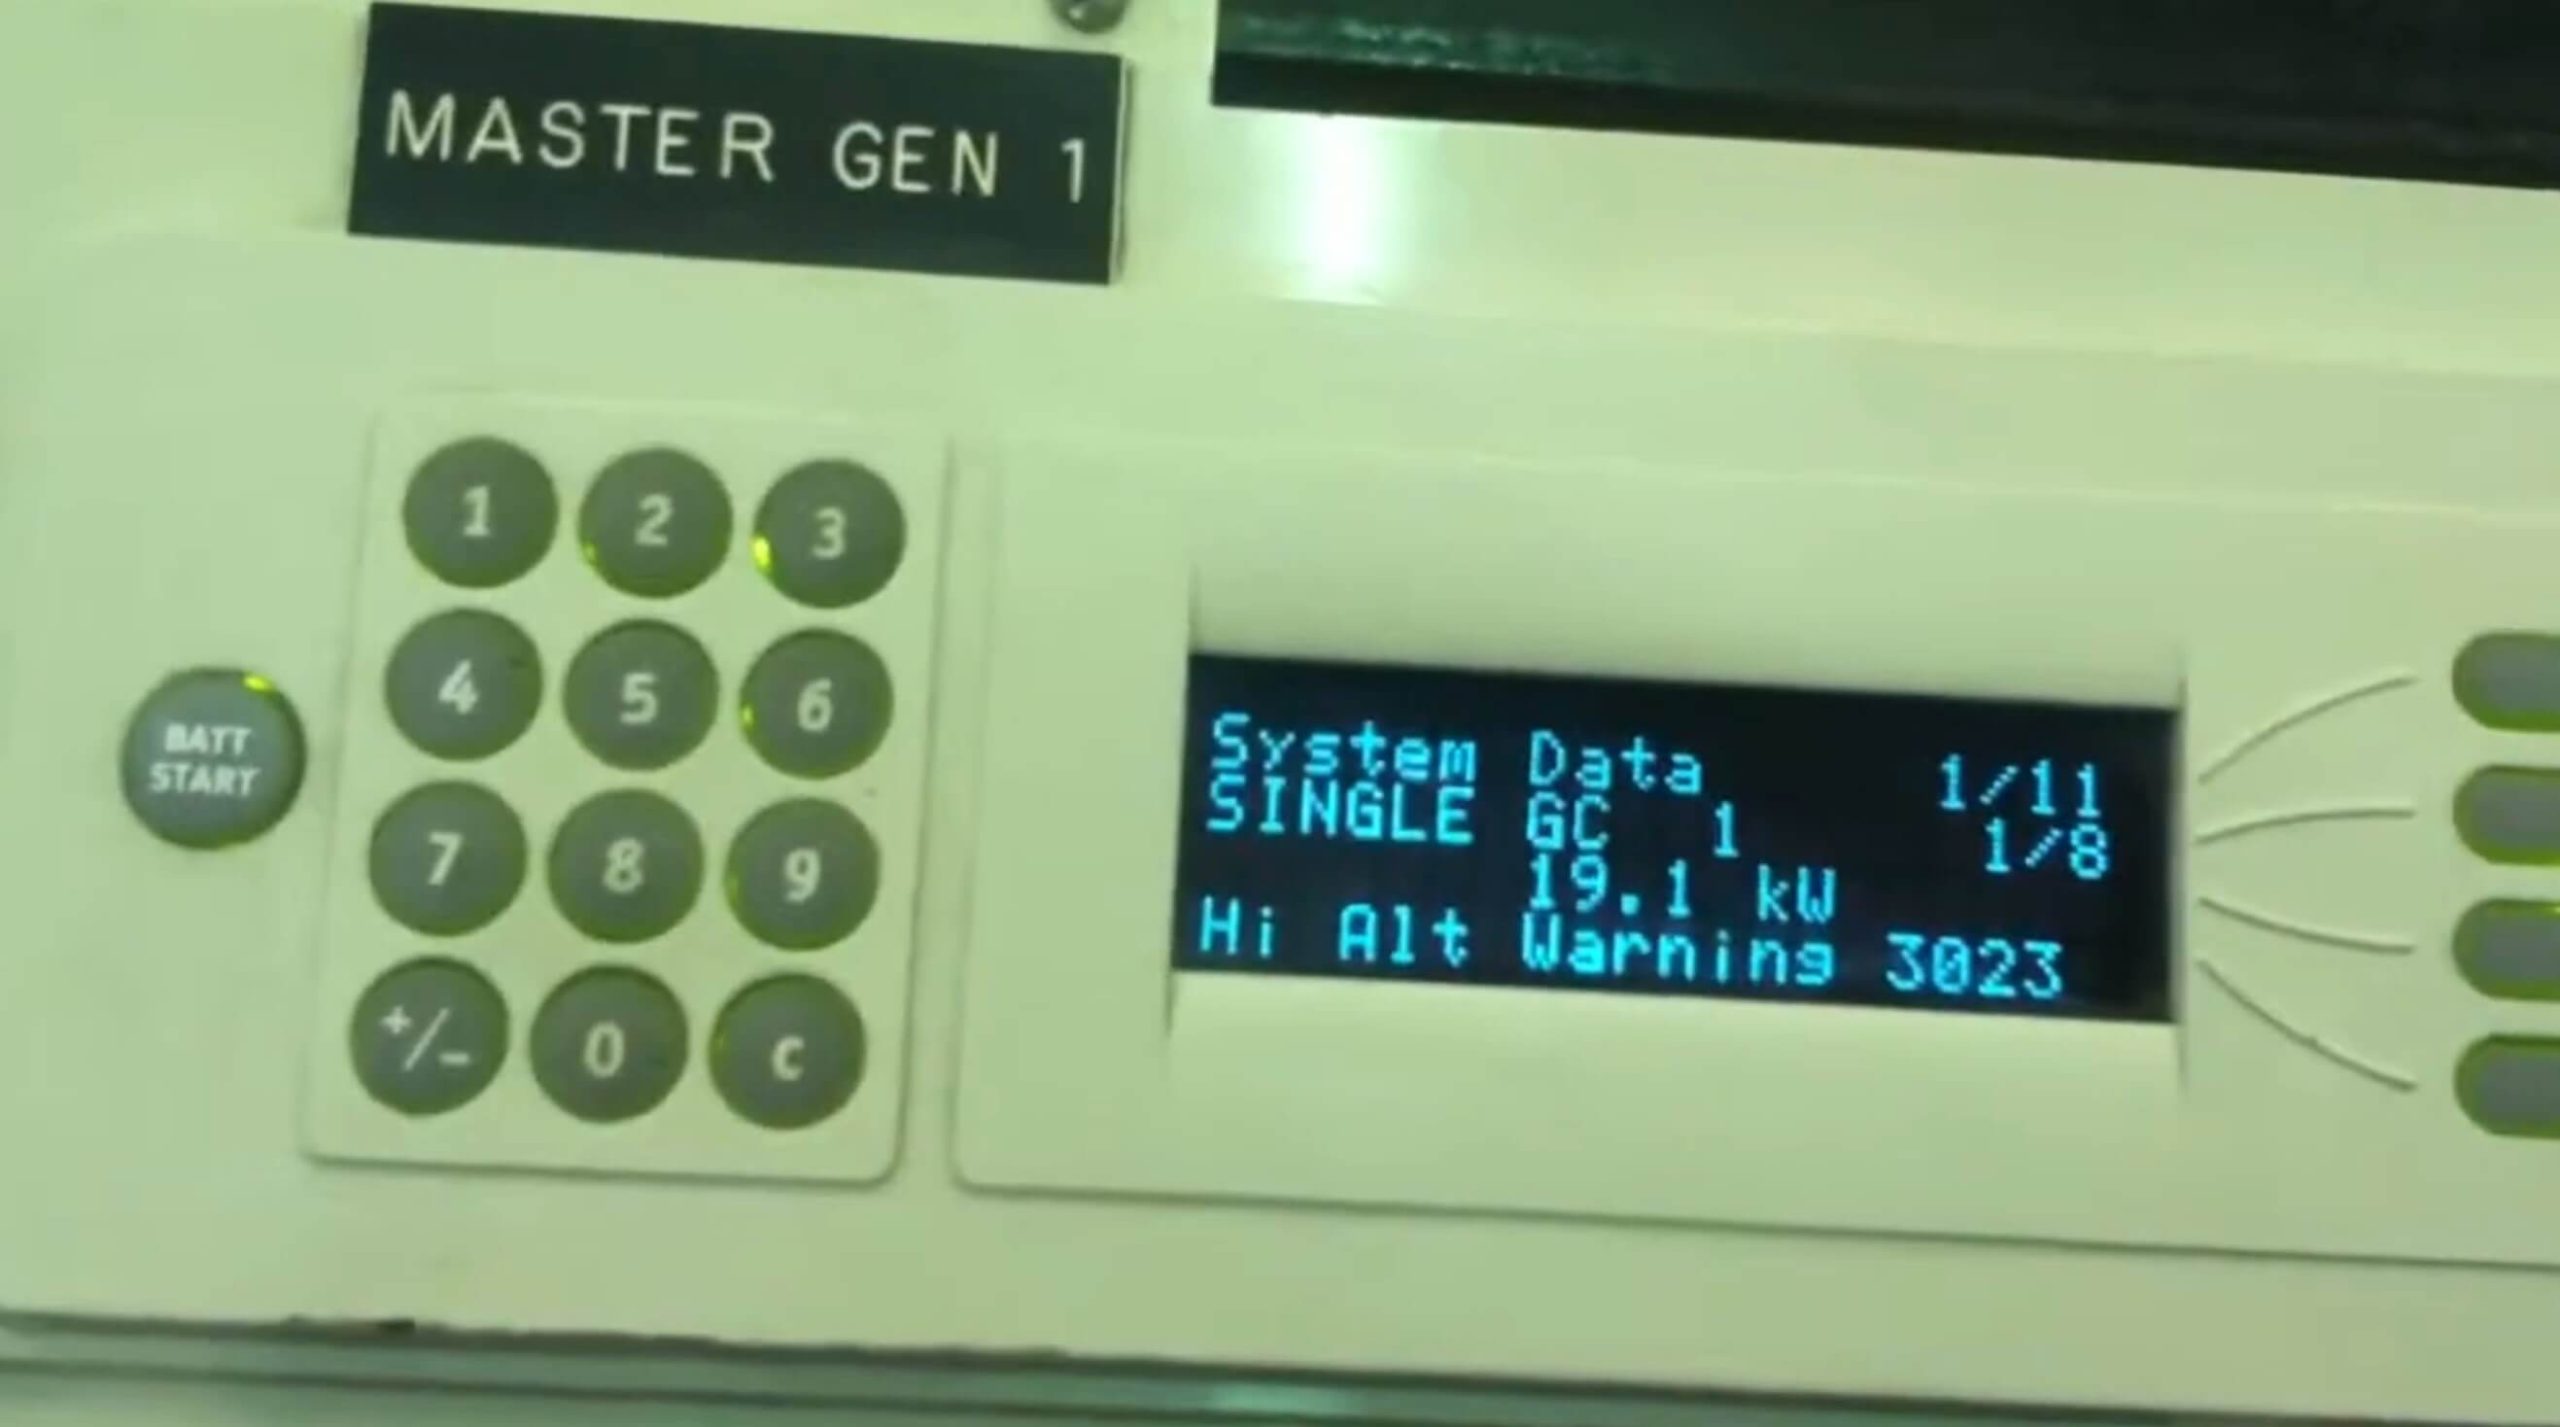 MASTER GEN 1
1 2 3
4 5 6
7 8 9
+/- 0 C
BATT
START
System Data 1/11
SINGLE GC 1 1/8
19.1 kW
Hi Alt Warning 3023